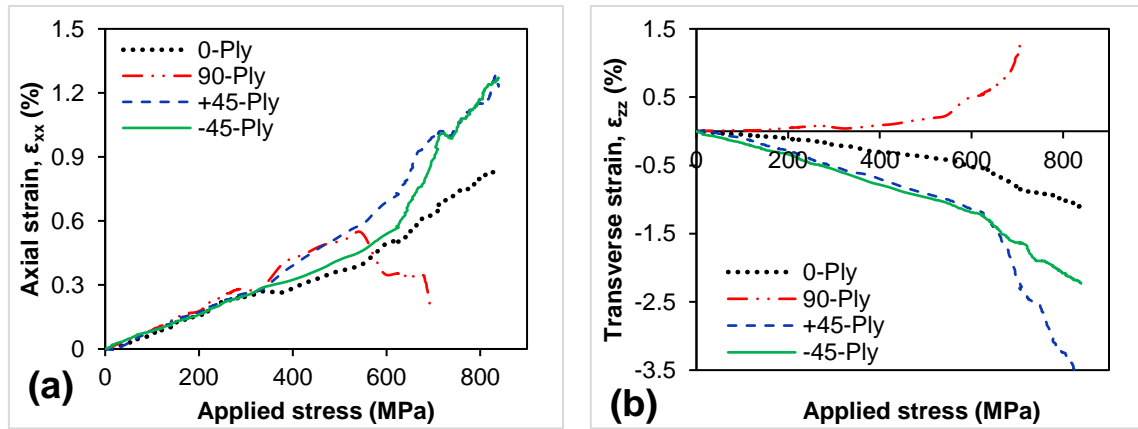 1.5
1.2
0.9
0.6
0.3
0
Axial strain, εxx (%)
0-Ply
90-Ply
+45-Ply
-45-Ply
0
200
400
600
800
(a)
Applied stress (MPa)
1.5
0.5
-0.5
-1.5
-2.5
-3.5
Transverse strain, εzz (%)
0
200
400
600
800
0-Ply
90-Ply
+45-Ply
-45-Ply
(b)
Applied stress (MPa)